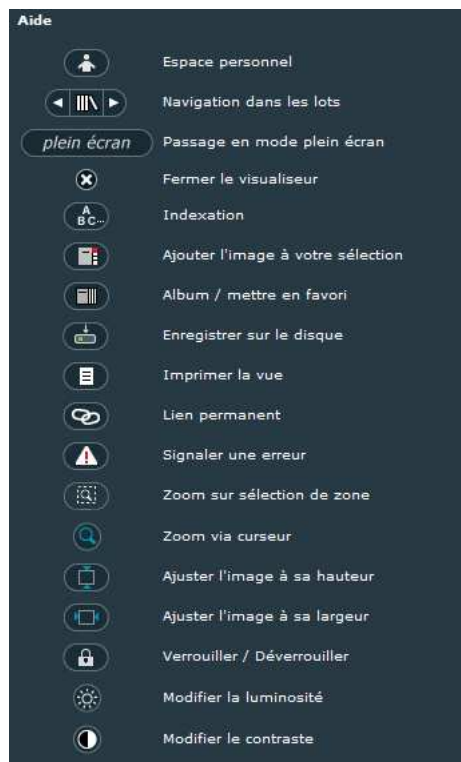 Aide
Espace personnel
Navigation dans les lots
plein écran Passage en mode plein écran
Fermer le visualiseur
A
B C... Indexation
Ajouter l'image à votre sélection
Album / mettre en favori
Enregistrer sur le disque
Imprimer la vue
Lien permanent
Signaler une erreur
Zoom sur sélection de zone
Zoom via curseur
Ajuster l'image à sa hauteur
Ajuster l'image à sa largeur
Verrouiller / Déverrouiller
Modifier la luminosité
Modifier le contraste